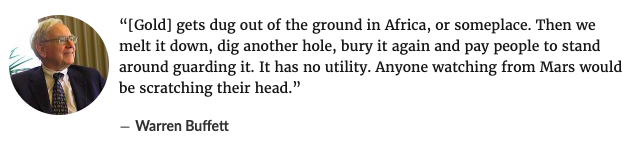 “[Gold] gets dug out of the ground in Africa, or someplace. Then we
melt it down, dig another hole, bury it again and pay people to stand
around guarding it. It has no utility. Anyone watching from Mars would
be scratching their head.”
— Warren Buffett